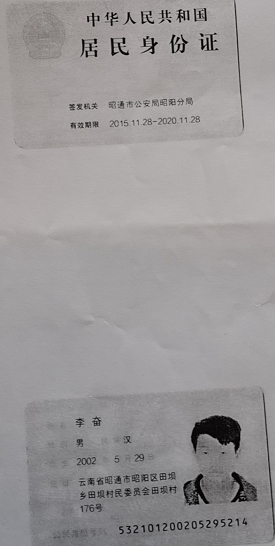 中华人民共和国
居民身份证
签发机关 昭通市公安局昭阳分局
有效期限 2015.11.28-2020.11.28
李奋
男 汉
2002 5 29
云南省昭通市昭阳区田坝
乡田坝村民委员会田坝村
176号
532101200205295214